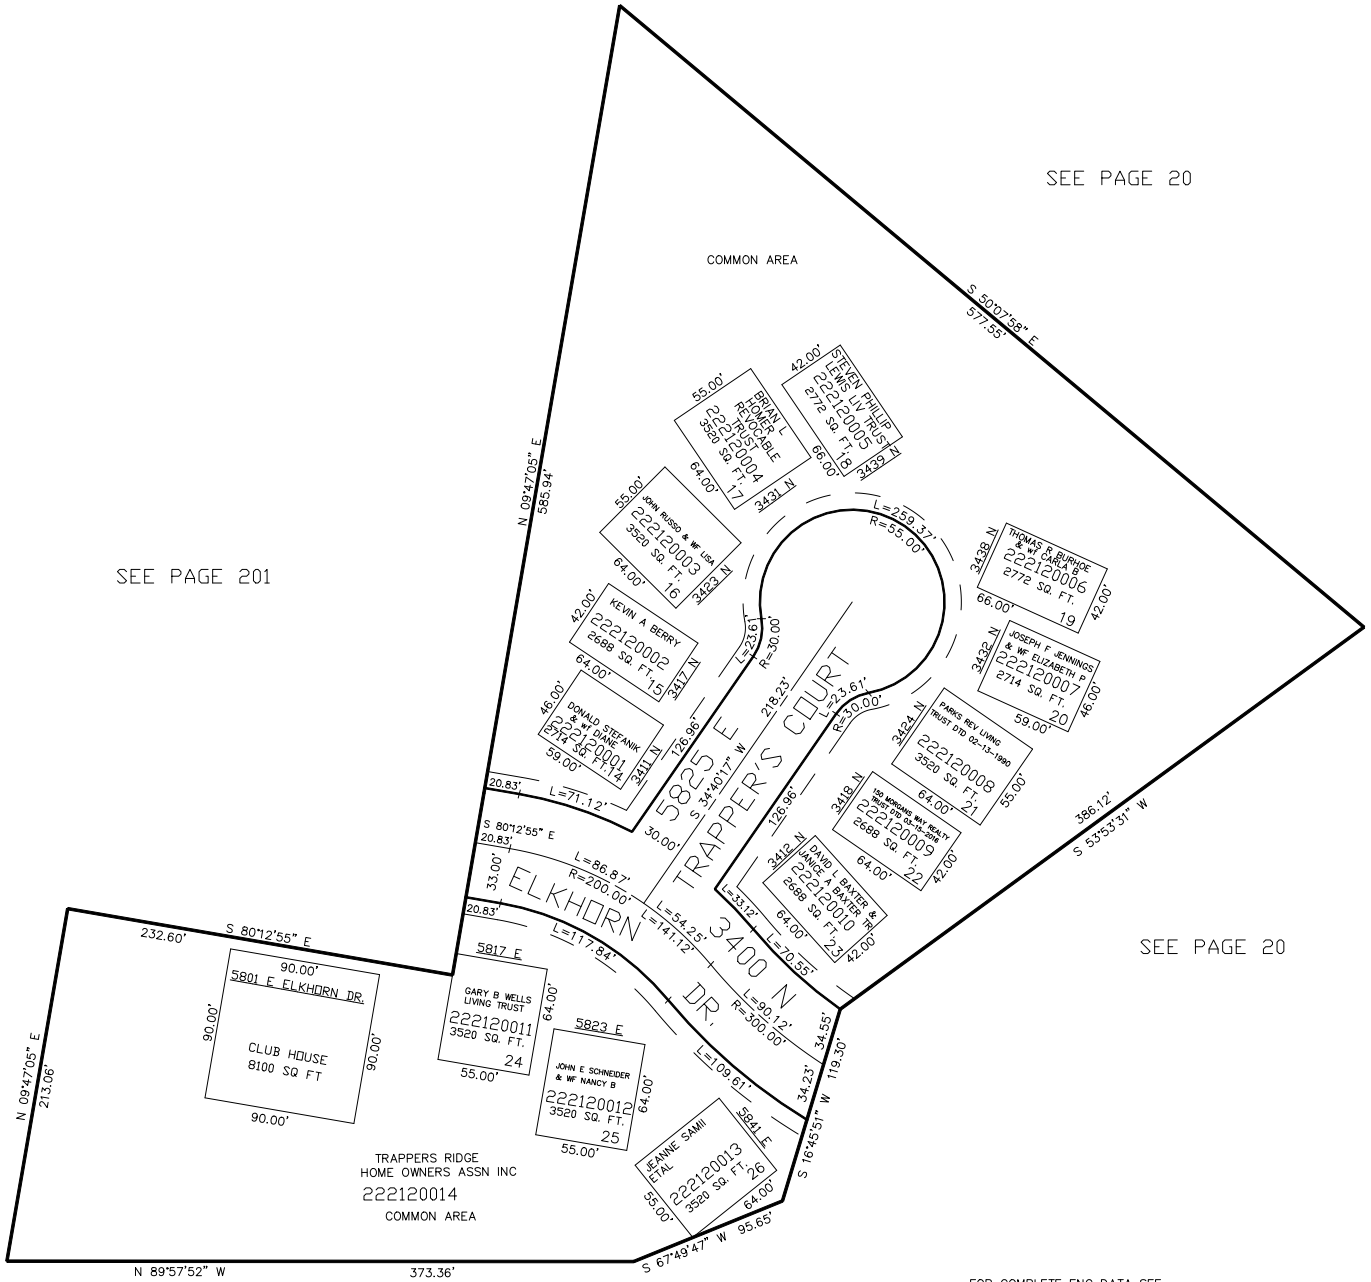 SEE PAGE 20
COMMON AREA
S 50°07'58" E
577.55'
N 09°47'05" E
585.94'
SEE PAGE 201
42.00'
STEVEN PHILLIP
LEWIS LIV TRUST
222120005
2772 SQ. FT.
18
66.00'
3439 N
55.00'
BRIAN L
HOMER
REVOCABLE
TRUST
222120004
3520 SQ. FT.
17
64.00'
3431 N
55.00'
JOHN RUSSO & WF LISA
222120003
3520 SQ. FT.
16
64.00'
3423 N
42.00'
KEVIN A BERRY
222120002
2688 SQ. FT.
15
64.00'
3417 N
46.00'
DONALD STEFANIK
& wf DIANE
222120001
2714 SQ. FT.
14
59.00'
3411 N
L=259.37'
R=55.00'
L=23.61'
R=30.00'
L=23.61'
R=30.00'
3438 N
THOMAS R BURHOE
& wf CARLA B
222120006
2772 SQ. FT.
19
66.00'
42.00'
3432 N
JOSEPH F JENNINGS
& WF ELIZABETH P
222120007
2714 SQ. FT.
20
59.00'
46.00'
3424 N
PARKS REV LIVING
TRUST DTD 02-13-1990
222120008
3520 SQ. FT.
21
64.00'
55.00'
3418 N
150 MORGANS WAY REALTY
TRUST DTD 03-15-2016
222120009
2688 SQ. FT.
22
64.00'
42.00'
3412 N
DAVID L BAXTER &
JANICE A BAXTER TR
222120010
2688 SQ. FT.
23
64.00'
42.00'
126.96'
5825 E
S 34°40'17" W
218.23'
TRAPPER'S COURT
126.96'
30.00'
386.12'
S 53°53'31" W
SEE PAGE 20
20.83'
L=71.12'
S 80°12'55" E
20.83'
L=86.87'
R=200.00'
33.00'
ELKHORN
3400 N
DR.
L=33.12'
L=70.55'
L=54.25'
L=141.12'
L=90.12'
R=300.00'
20.83'
L=117.84'
L=109.61'
34.55'
34.23'
119.30'
S 16°45'51" W
S 80°12'55" E
232.60'
90.00'
5801 E ELKHORN DR.
90.00'
CLUB HOUSE
8100 SQ FT
90.00'
90.00'
N 09°47'05" E
213.06'
5817 E
GARY B WELLS
LIVING TRUST
222120011
3520 SQ. FT.
24
64.00'
55.00'
5823 E
JOHN E SCHNEIDER
& WF NANCY B
222120012
3520 SQ. FT.
25
64.00'
55.00'
5841 E
JEANNE SAMII
ETAL
222120013
3520 SQ. FT.
26
55.00'
64.00'
TRAPPERS RIDGE
HOME OWNERS ASSN INC
222120014
COMMON AREA
S 67°49'47" W 95.65'
N 89°57'52" W 373.36'
FOR COMPLETE ENG DATA SEE